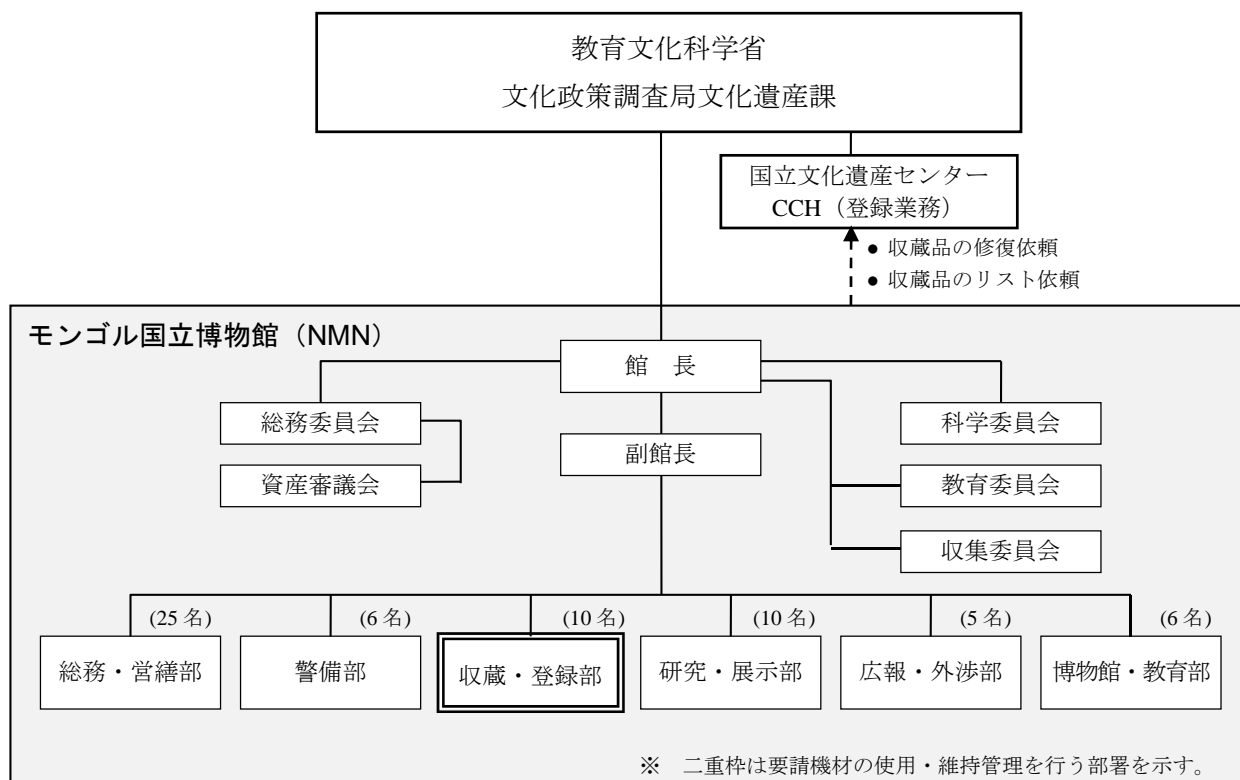 教育文化科学省
文化政策調査局文化遺産課
国立文化遺産センター
CCH（登録業務）
● 収蔵品の修復依頼
● 収蔵品のリスト依頼
モンゴル国立博物館（NMN）
館　長
総務委員会
科学委員会
副館長
資産審議会
教育委員会
収集委員会
(25 名)
(6 名)
(10 名)
(10 名)
(5 名)
(6 名)
総務・営繕部
警備部
収蔵・登録部
研究・展示部
広報・外渉部
博物館・教育部
※　二重枠は要請機材の使用・維持管理を行う部署を示す。